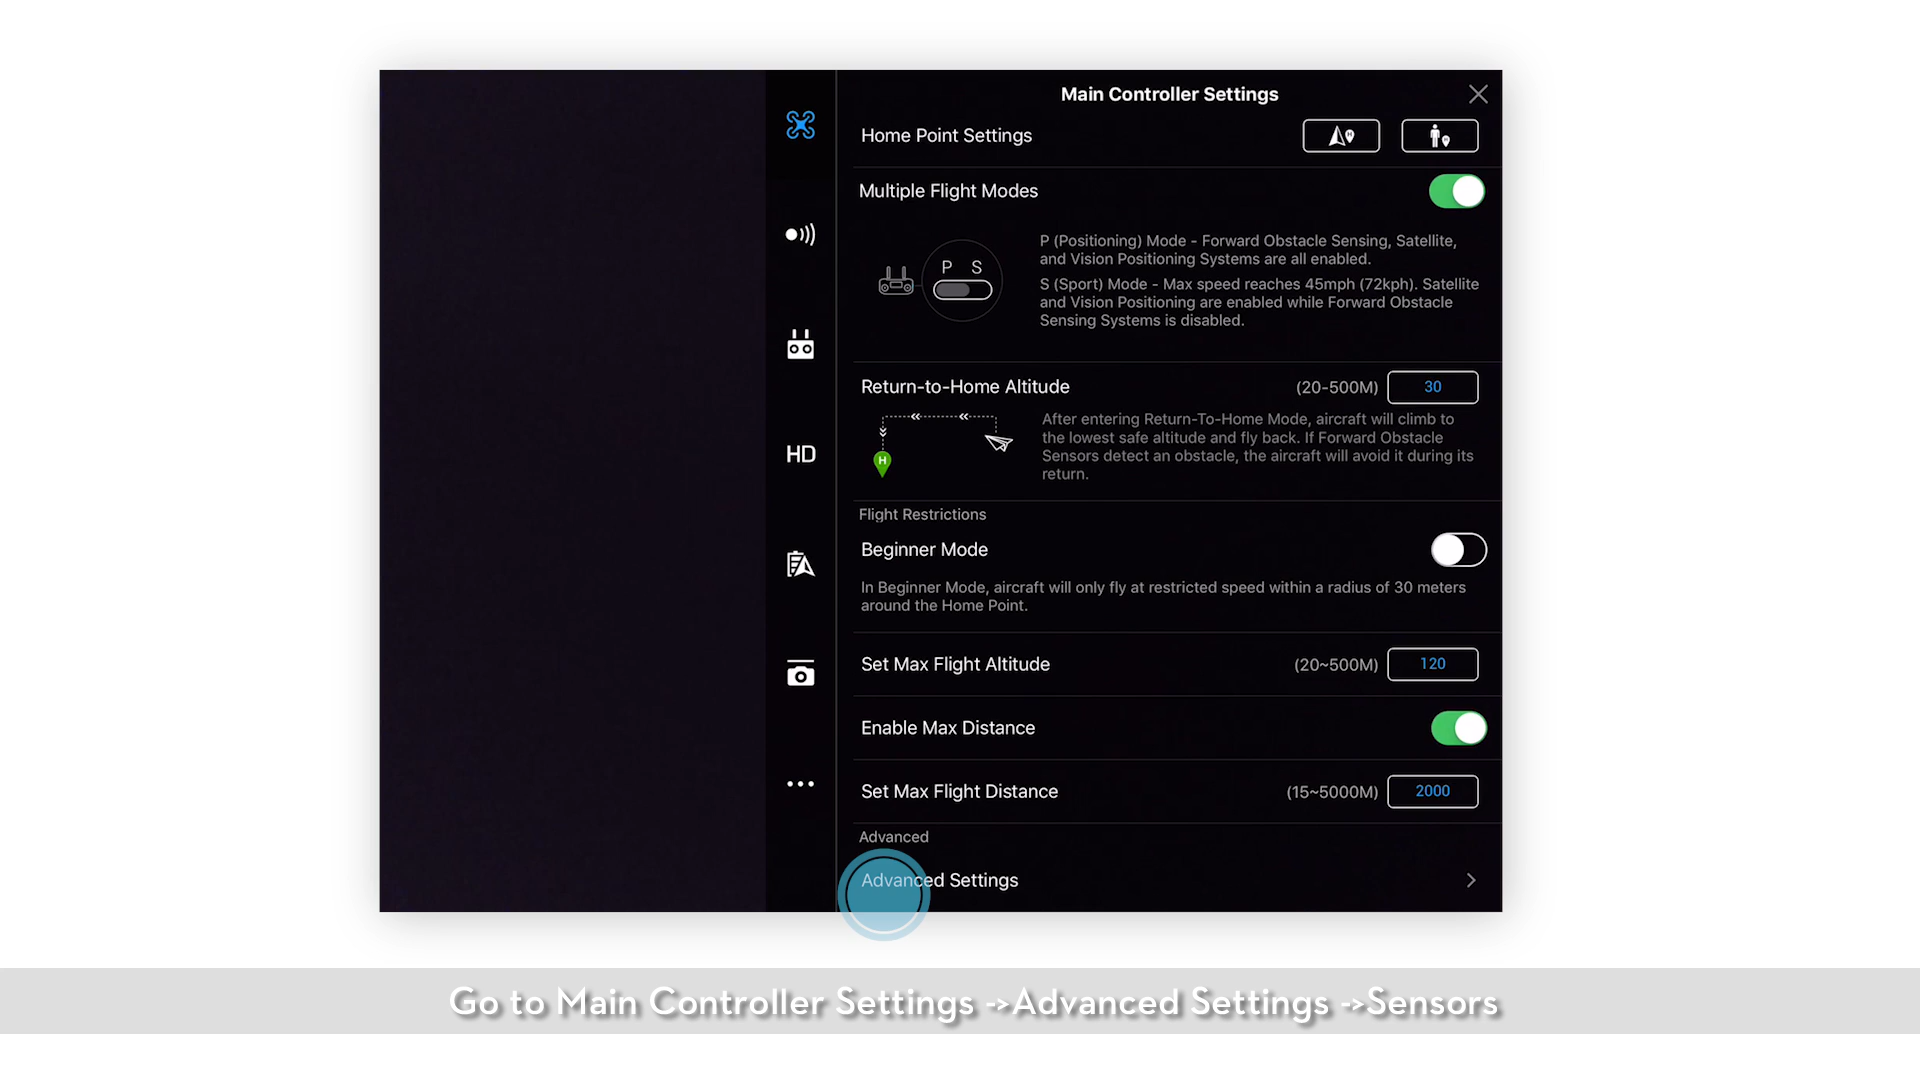 Main Controller Settings
Home Point Settings
H
Multiple Flight Modes
P S
P (Positioning) Mode - Forward Obstacle Sensing, Satellite,
and Vision Positioning Systems are all enabled.
S (Sport) Mode - Max speed reaches 45mph (72kph). Satellite
and Vision Positioning are enabled while Forward Obstacle
Sensing Systems is disabled.
HD
Return-to-Home Altitude (20-500M) 30
H
After entering Return-To-Home Mode, aircraft will climb to
the lowest safe altitude and fly back. If Forward Obstacle
Sensors detect an obstacle, the aircraft will avoid it during its
return.
Flight Restrictions
Beginner Mode
In Beginner Mode, aircraft will only fly at restricted speed within a radius of 30 meters
around the Home Point.
Set Max Flight Altitude (20~500M) 120
Enable Max Distance
Set Max Flight Distance (15~5000M) 2000
Advanced
Advanced Settings
Go to Main Controller Settings ->Advanced Settings ->Sensors